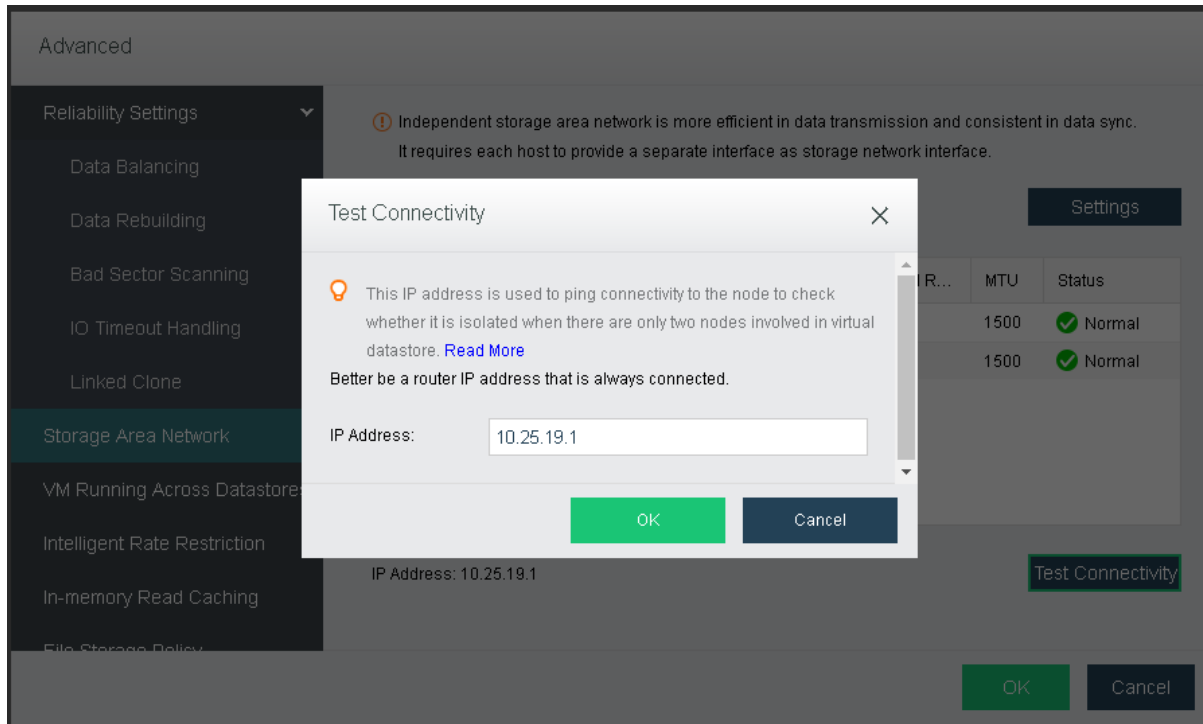 Advanced
Reliability Settings
Data Balancing
Data Rebuilding
Bad Sector Scanning
IO Timeout Handling
Linked Clone
Storage Area Network
VM Running Across Datastores
Intelligent Rate Restriction
In-memory Read Caching
File Storage Policy
Independent storage area network is more efficient in data transmission and consistent in data sync.
It requires each host to provide a separate interface as storage network interface.
Settings
R... MTU Status
1500 Normal
1500 Normal
Test Connectivity
This IP address is used to ping connectivity to the node to check
whether it is isolated when there are only two nodes involved in virtual
datastore. Read More
Better be a router IP address that is always connected.
IP Address: 10.25.19.1
OK Cancel
IP Address: 10.25.19.1
Test Connectivity
OK Cancel